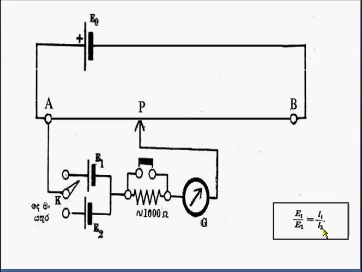 E₀
+
A
P
B
E₁
K
E₂
~1000 Ω
G
E₁/E₂ = l₁/l₂